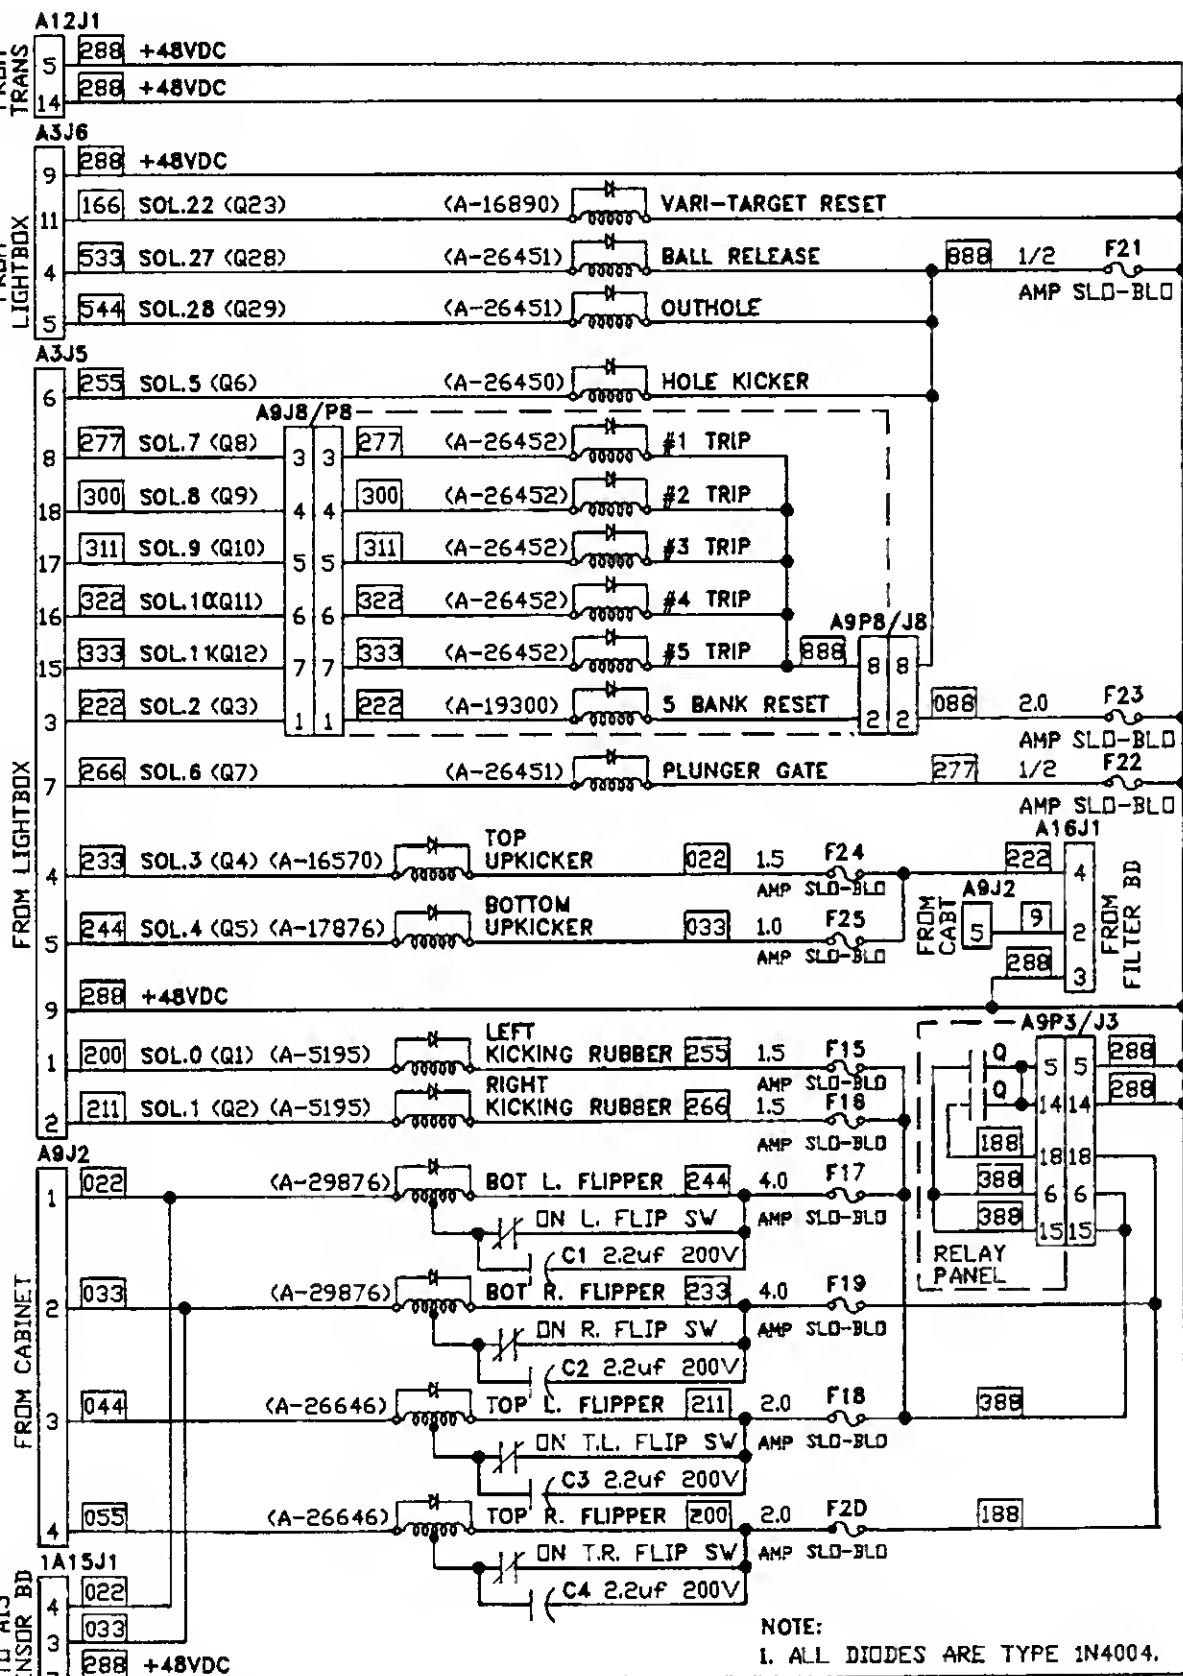 A12J1
FROM TRANS
5 288 +48VDC
14 288 +48VDC
A3J6
FROM LIGHTBOX
9 288 +48VDC
11 166 SOL.22 (Q23) (A-16890) VARI-TARGET RESET
4 533 SOL.27 (Q28) (A-26451) BALL RELEASE 888 1/2 F21
AMP SLO-BLO
5 544 SOL.28 (Q29) (A-26451) OUTHOLE
A3J5
FROM LIGHTBOX
6 255 SOL.5 (Q6) (A-26450) HOLE KICKER
A9J8/P8
8 277 SOL.7 (Q8) 3 3 277 (A-26452) #1 TRIP
18 300 SOL.8 (Q9) 4 4 300 (A-26452) #2 TRIP
17 311 SOL.9 (Q10) 5 5 311 (A-26452) #3 TRIP
16 322 SOL.10(Q11) 6 6 322 (A-26452) #4 TRIP
A9P8/J8
15 333 SOL.11(Q12) 7 7 333 (A-26452) #5 TRIP 888 8 8
3 222 SOL.2 (Q3) 1 1 222 (A-19300) 5 BANK RESET 2 2 088 2.0 F23
AMP SLO-BLO
7 266 SOL.6 (Q7) (A-26451) PLUNGER GATE 277 1/2 F22
AMP SLO-BLO
A16J1
FROM FILTER BD
4 233 SOL.3 (Q4) (A-16570) TOP UPKICKER 022 1.5 F24 222 4
AMP SLO-BLO
A9J2
FROM CABT
5 9 2
5 244 SOL.4 (Q5) (A-17876) BOTTOM UPKICKER 033 1.0 F25
AMP SLO-BLO
288 3
9 288 +48VDC
A9P3/J3
1 200 SOL.0 (Q1) (A-5195) LEFT KICKING RUBBER 255 1.5 F15
AMP SLO-BLO
Q 5 5 288
2 211 SOL.1 (Q2) (A-5195) RIGHT KICKING RUBBER 266 1.5 F16
AMP SLO-BLO
Q 14 14 288
188 18 18
388 6 6
388 15 15
RELAY PANEL
A9J2
FROM CABINET
1 022 (A-29876) BOT L. FLIPPER 244 4.0 F17
ON L. FLIP SW AMP SLO-BLO
C1 2.2uf 200V
2 033 (A-29876) BOT R. FLIPPER 233 4.0 F19
ON R. FLIP SW AMP SLO-BLO
C2 2.2uf 200V
3 044 (A-26646) TOP L. FLIPPER 211 2.0 F18 388
ON T.L. FLIP SW AMP SLO-BLO
C3 2.2uf 200V
4 055 (A-26646) TOP R. FLIPPER 200 2.0 F20 188
ON T.R. FLIP SW AMP SLO-BLO
C4 2.2uf 200V
1A15J1
4 022
3 033
288 +48VDC
NOTE:
1. ALL DIODES ARE TYPE 1N4004.